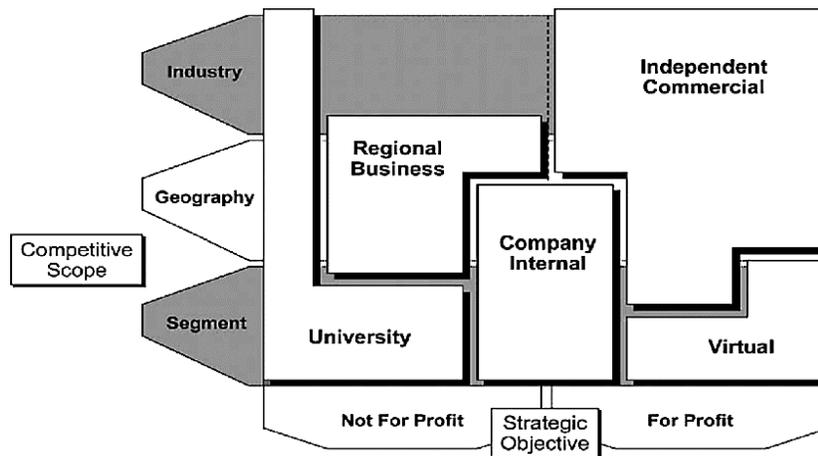 Industry
Independent
Commercial
Regional
Business
Geography
Competitive
Scope
Company
Internal
Segment
University
Virtual
Not For Profit
Strategic
Objective
For Profit